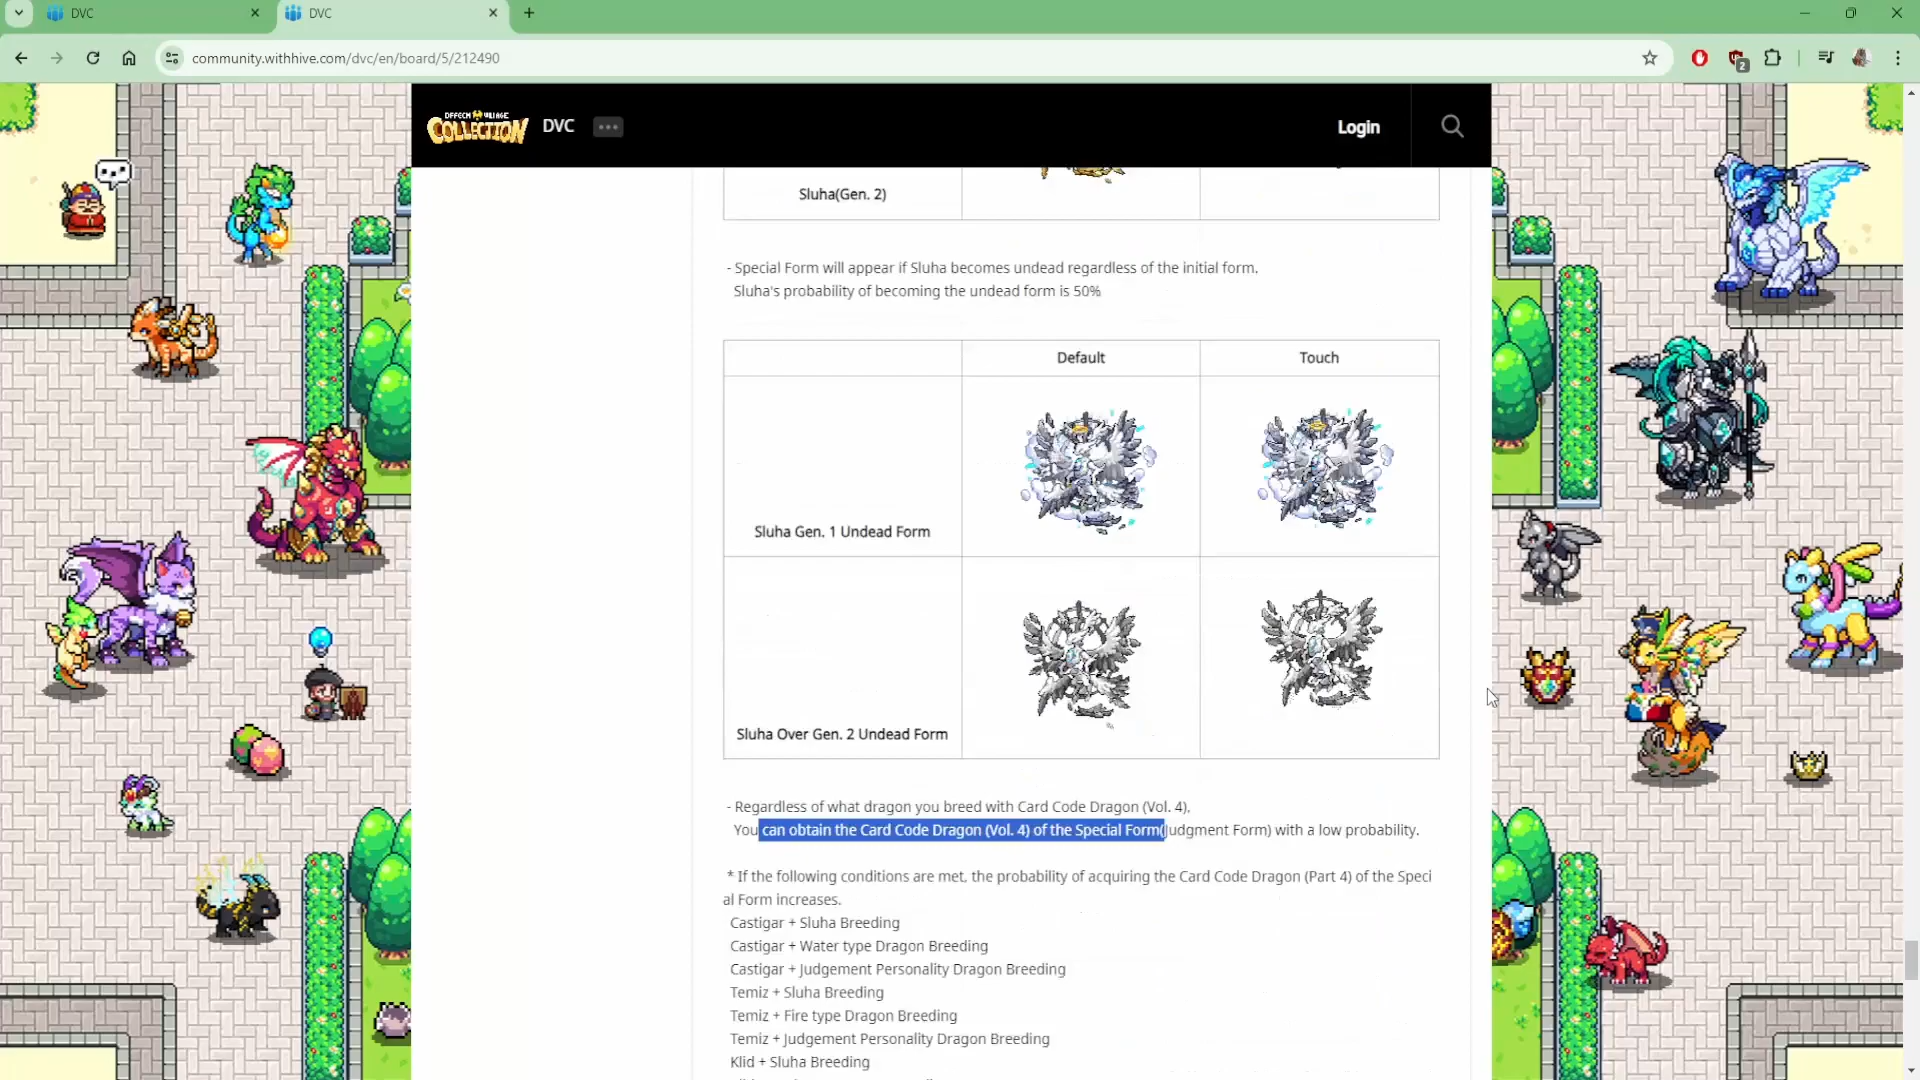 DVC
DVC
community.withhive.com/dvc/en/board/5/212490
2
COLLECTION
DVC
Login
Sluha(Gen. 2)
- Special Form will appear if Sluha becomes undead regardless of the initial form.
Sluha's probability of becoming the undead form is 50%
Default Touch
Sluha Gen. 1 Undead Form
Sluha Over Gen. 2 Undead Form
- Regardless of what dragon you breed with Card Code Dragon (Vol. 4),
You can obtain the Card Code Dragon (Vol. 4) of the Special Form(Judgment Form) with a low probability.
* If the following conditions are met, the probability of acquiring the Card Code Dragon (Part 4) of the Speci
al Form increases.
Castigar + Sluha Breeding
Castigar + Water type Dragon Breeding
Castigar + Judgement Personality Dragon Breeding
Temiz + Sluha Breeding
Temiz + Fire type Dragon Breeding
Temiz + Judgement Personality Dragon Breeding
Klid + Sluha Breeding